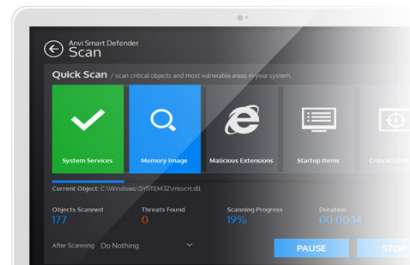 Anvi Smart Defender
Scan
Quick Scan / scan critical objects and most vulnerable areas in your system.
System Services
Memory Image
Malicious Extensions
Startup Items
Critical
Current Object: C:\Windows\SYSTEM32\msvcrt.dll
Objects Scanned Threats Found Scanning Progress Duration
177 0 19% 00:00:14
After Scanning Do Nothing
PAUSE
STOP